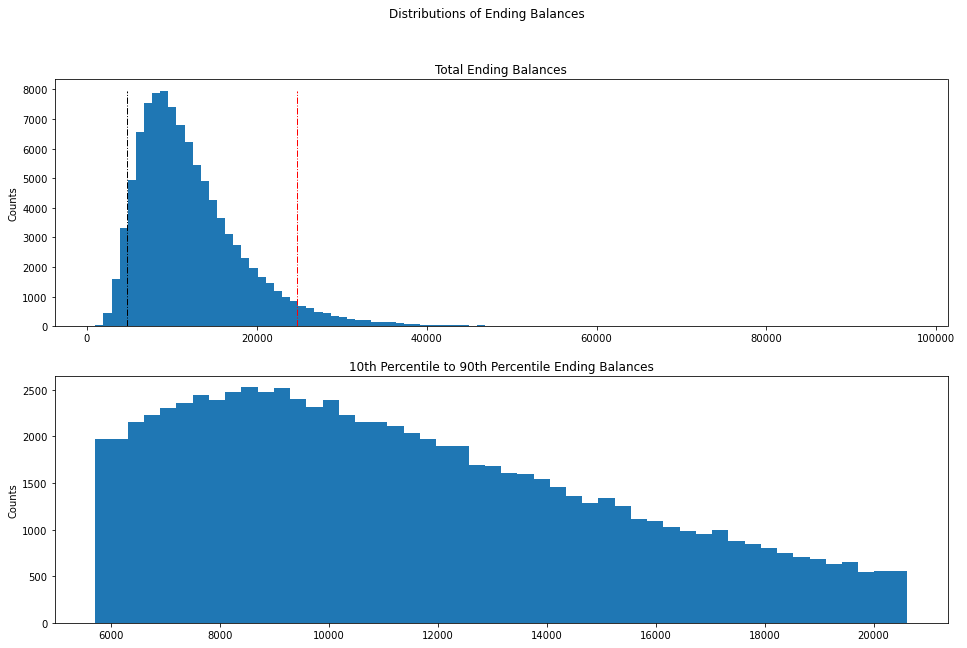 Distributions of Ending Balances
Total Ending Balances
Counts
8000
7000
6000
5000
4000
3000
2000
1000
0
0 20000 40000 60000 80000 100000
10th Percentile to 90th Percentile Ending Balances
Counts
2500
2000
1500
1000
500
0
6000 8000 10000 12000 14000 16000 18000 20000